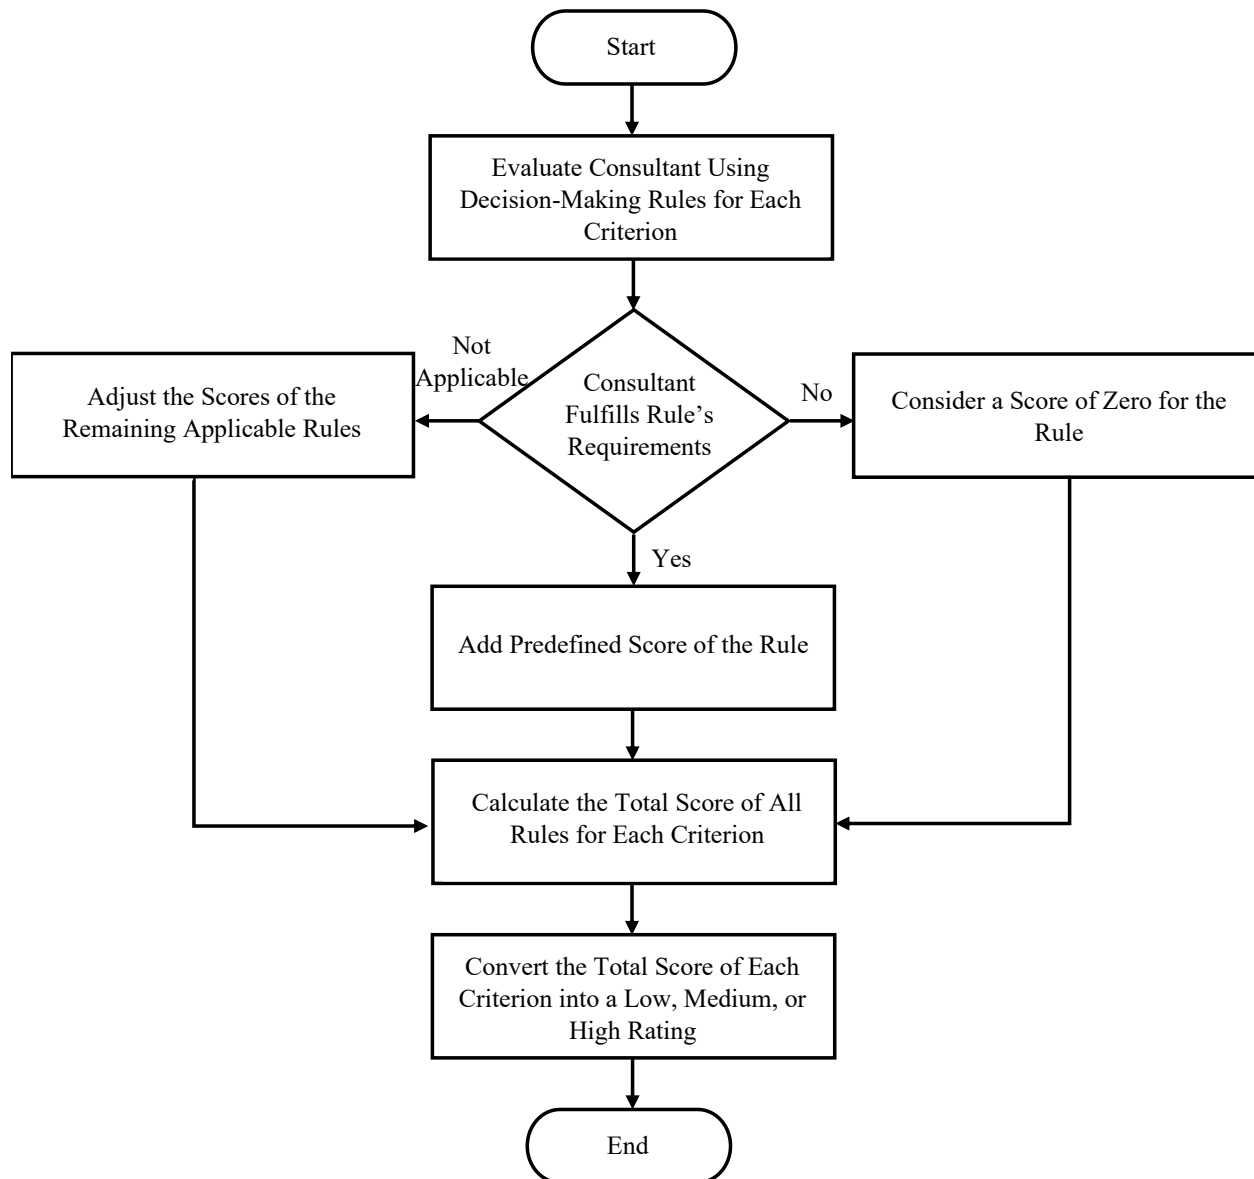 Start
Evaluate Consultant Using
Decision-Making Rules for Each
Criterion
Not
Applicable
Adjust the Scores of the
Remaining Applicable Rules
Consultant
Fulfills Rule’s
Requirements
No
Consider a Score of Zero for the
Rule
Yes
Add Predefined Score of the Rule
Calculate the Total Score of All
Rules for Each Criterion
Convert the Total Score of Each
Criterion into a Low, Medium, or
High Rating
End